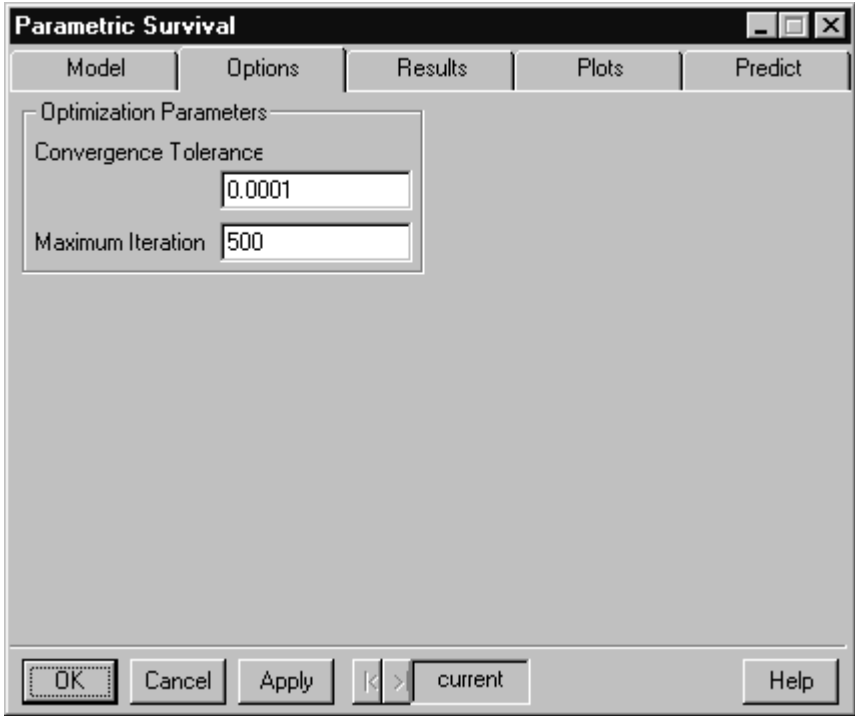 Parametric Survival
Model Options Results Plots Predict
Optimization Parameters
Convergence Tolerance
0.0001
Maximum Iteration 500
OK Cancel Apply |< >| current Help